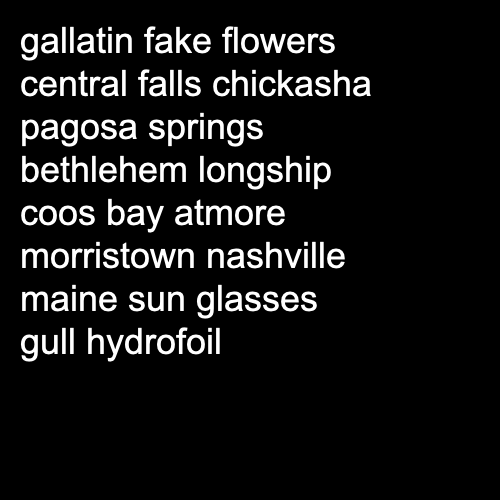 gallatin fake flowers
central falls chickasha
pagosa springs
bethlehem longship
coos bay atmore
morristown nashville
maine sun glasses
gull hydrofoil